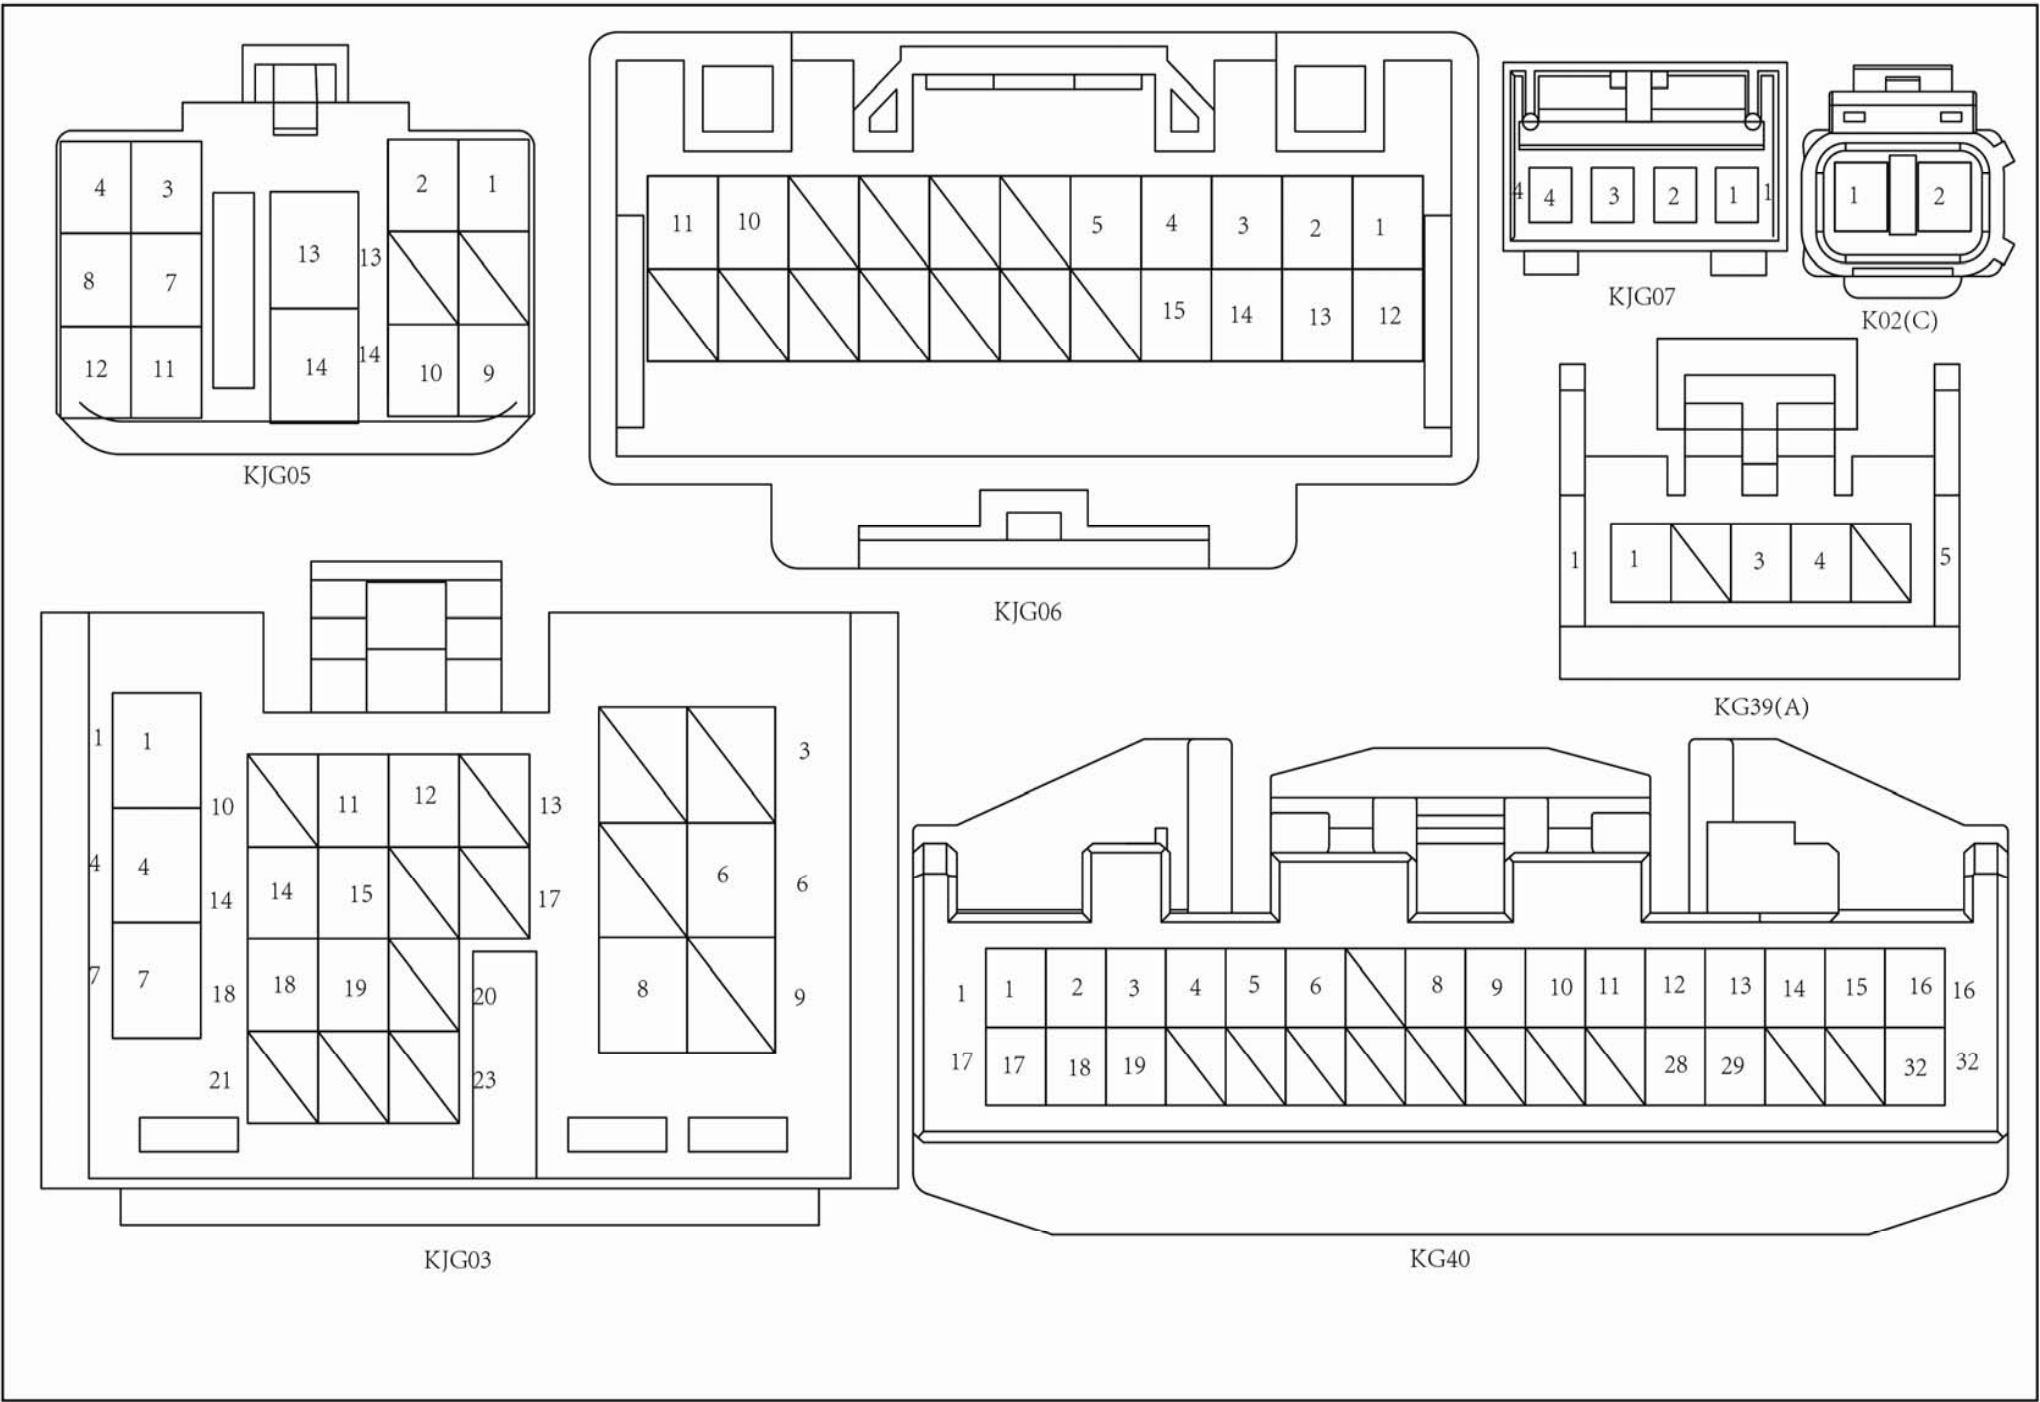 4 3 2 1
8 7 13 13
12 11 14 14 10 9
KJG05
11 10 5 4 3 2 1
15 14 13 12
KJG06
4 4 3 2 1 1
KJG07
1 2
K02(C)
1 1 3 4 5
KG39(A)
1 1 3
10 11 12 13
4 4 14 14 15 17 6 6
7 7 18 18 19 20 8 9
21 23
KJG03
1 1 2 3 4 5 6 8 9 10 11 12 13 14 15 16 16
17 17 18 19 28 29 32 32
KG40